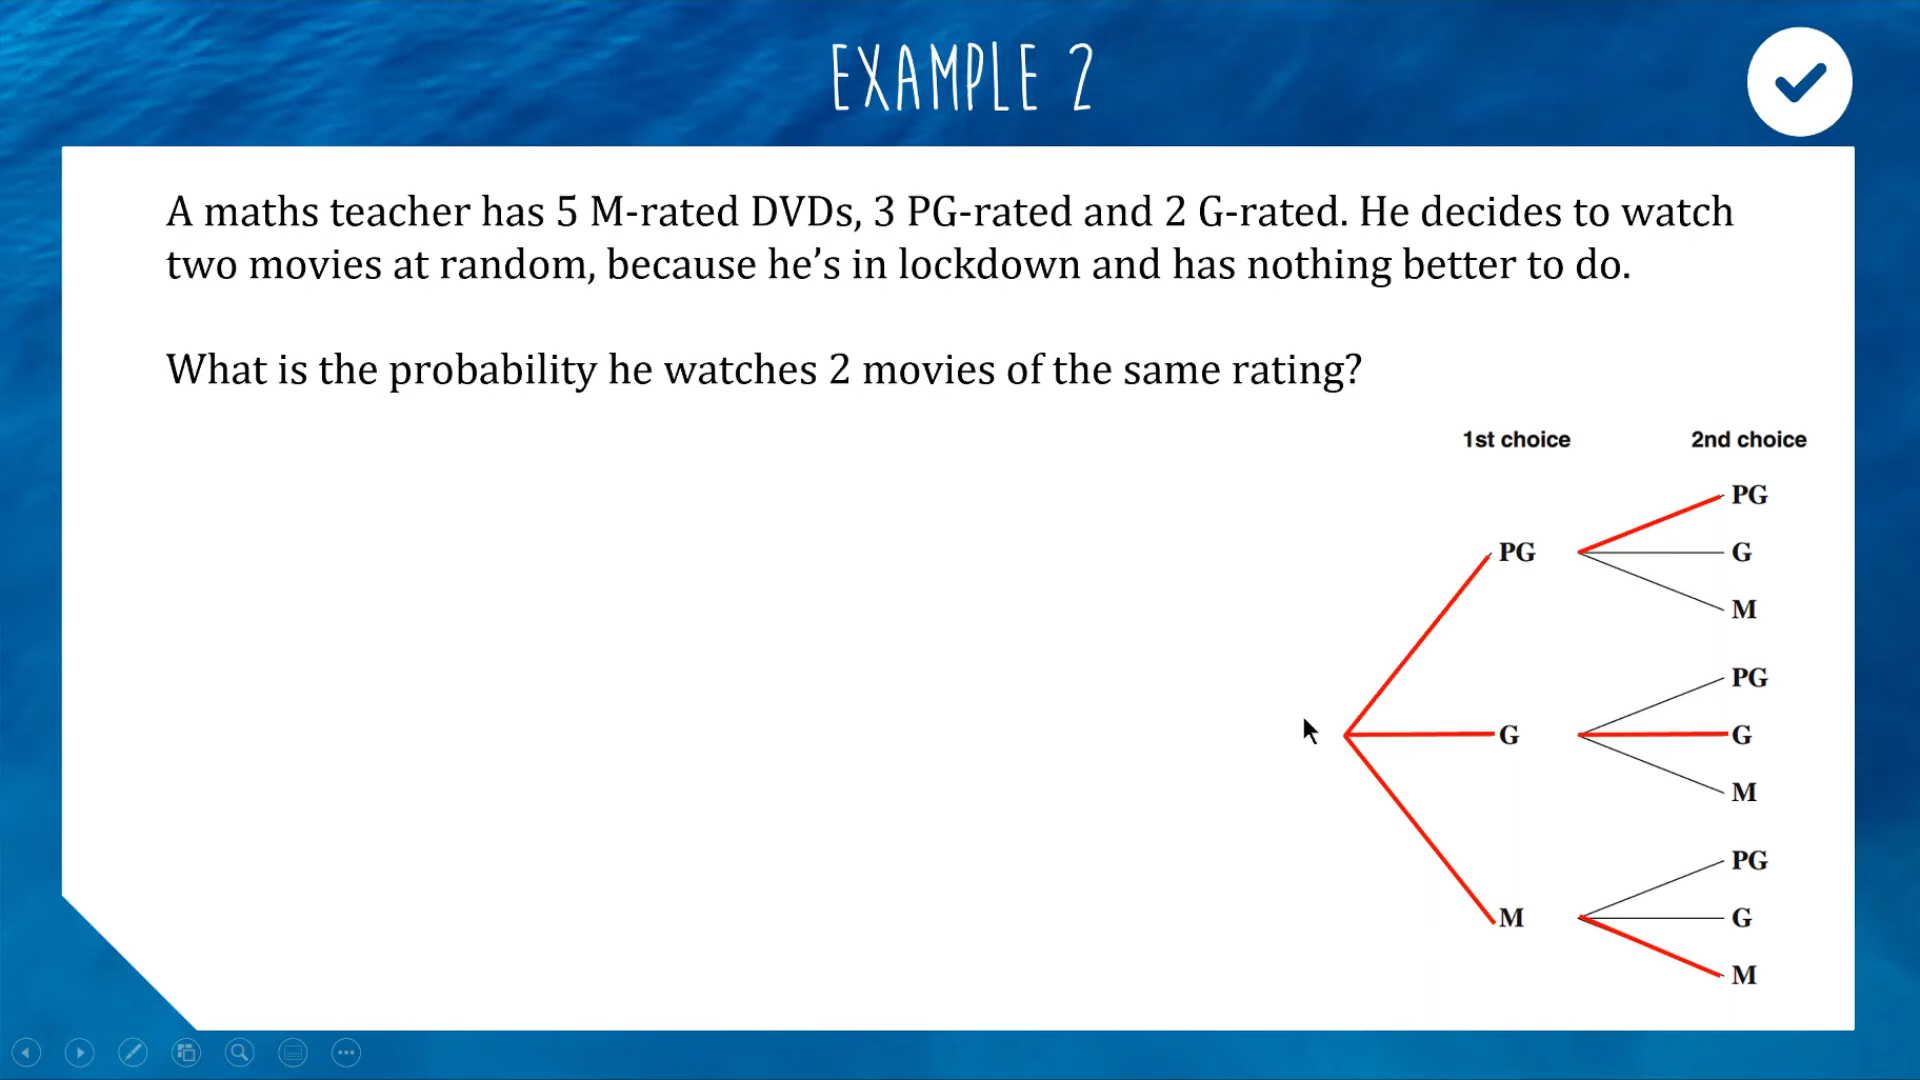 EXAMPLE 2
A maths teacher has 5 M-rated DVDs, 3 PG-rated and 2 G-rated. He decides to watch
two movies at random, because he’s in lockdown and has nothing better to do.
What is the probability he watches 2 movies of the same rating?
1st choice
2nd choice
PG
PG
G
M
G
PG
G
M
M
PG
G
M